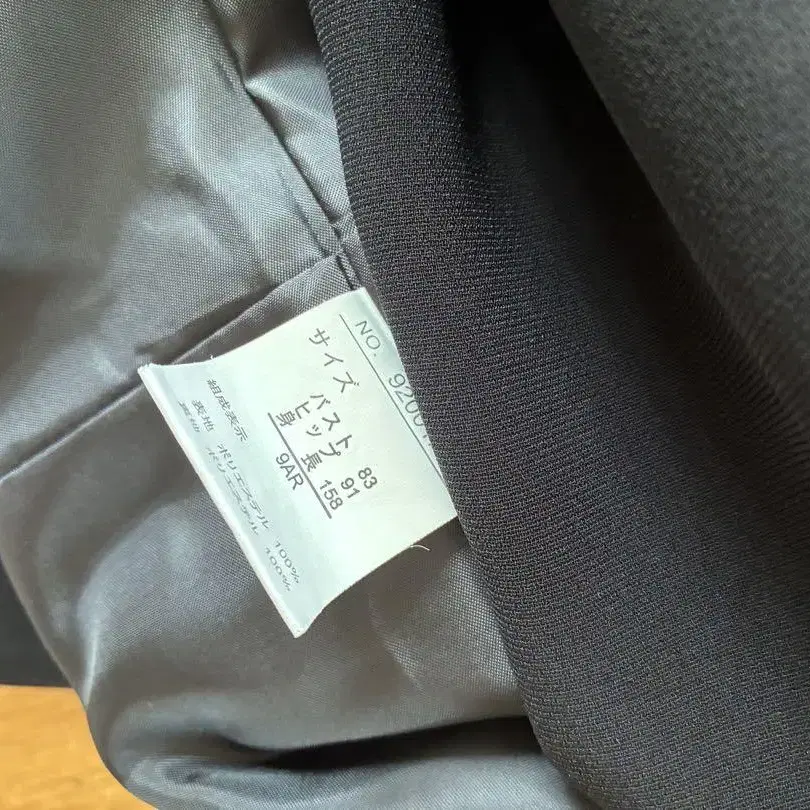 NO. 9200
サイズ
バスト 83
ヒップ 91
身長 158
9AR
組成表示
表地 ポリエステル 100%
裏地 ポリエステル 100%